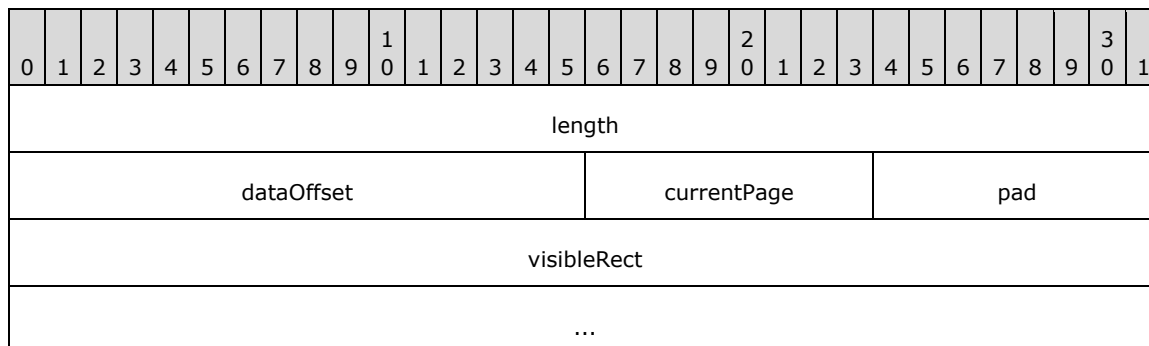 1 2 3
0 1 2 3 4 5 6 7 8 9 0 1 2 3 4 5 6 7 8 9 0 1 2 3 4 5 6 7 8 9 0 1
length
dataOffset currentPage pad
visibleRect
...